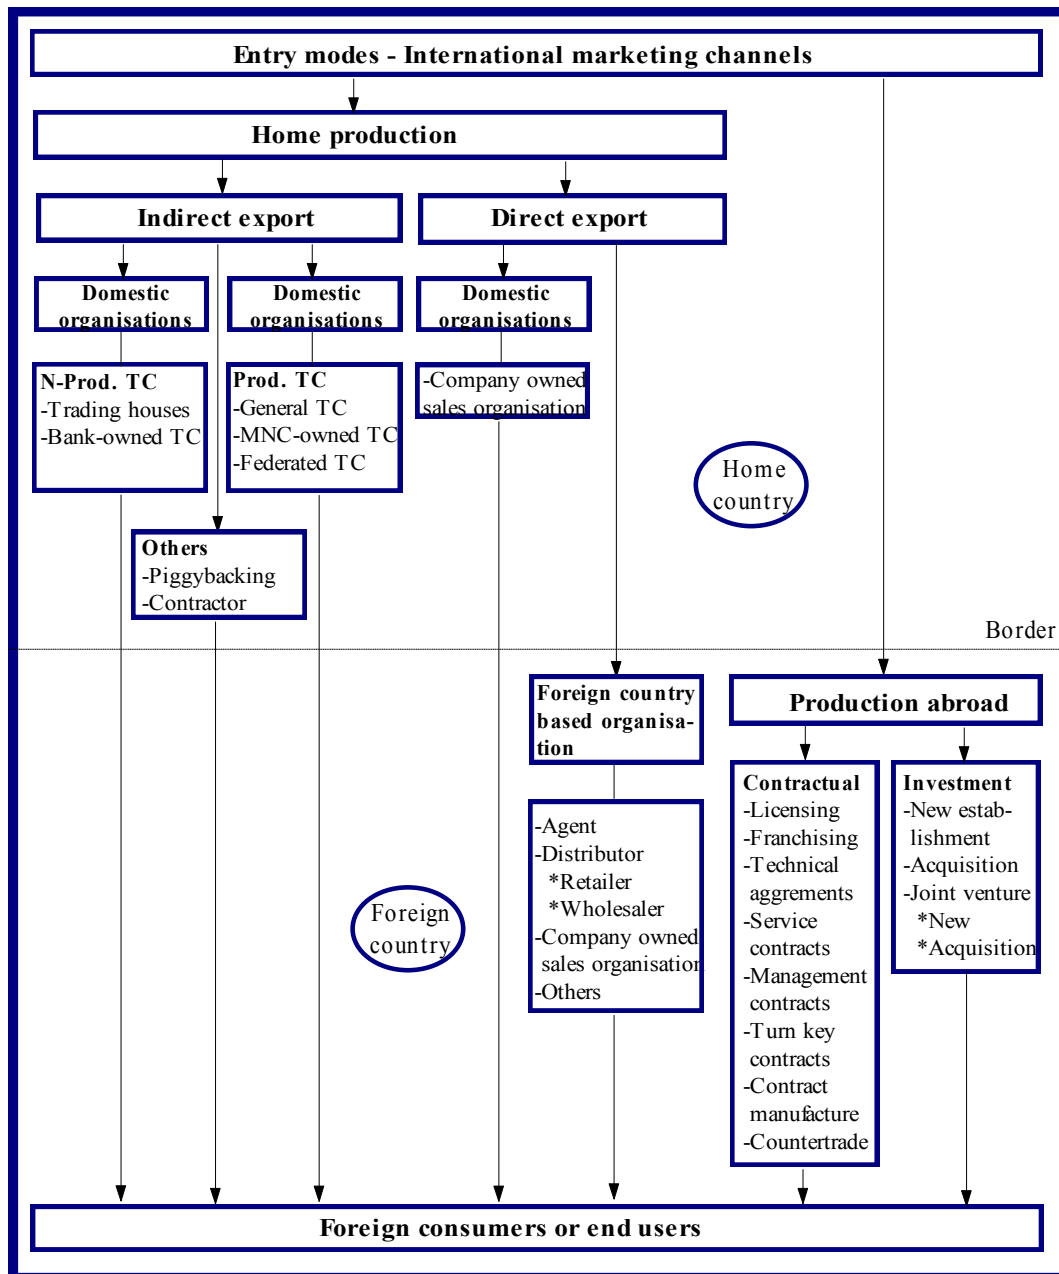 Entry modes - International marketing channels
Home production
Indirect export
Direct export
Domestic
organisations
Domestic
organisations
Domestic
organisations
N-Prod. TC
-Trading houses
-Bank-owned TC
Prod. TC
-General TC
-MNC-owned TC
-Federated TC
-Company owned
sales organisation
Home
country
Others
-Piggybacking
-Contractor
Border
Foreign country
based organisa-
tion
Production abroad
-Agent
-Distributor
*Retailer
*Wholesaler
-Company owned
sales organisation
-Others
Contractual
-Licensing
-Franchising
-Technical
aggrements
-Service
contracts
-Management
contracts
-Turn key
contracts
-Contract
manufacture
-Countertrade
Investment
-New estab-
lishment
-Acquisition
-Joint venture
*New
*Acquisition
Foreign
country
Foreign consumers or end users